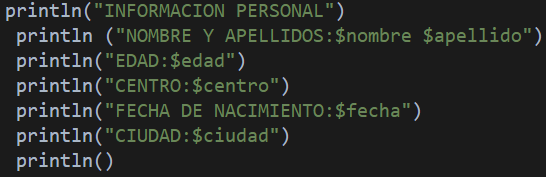 println("INFORMACION PERSONAL")
println ("NOMBRE Y APELLIDOS:$nombre $apellido")
println("EDAD:$edad")
println("CENTRO:$centro")
println("FECHA DE NACIMIENTO:$fecha")
println("CIUDAD:$ciudad")
println()